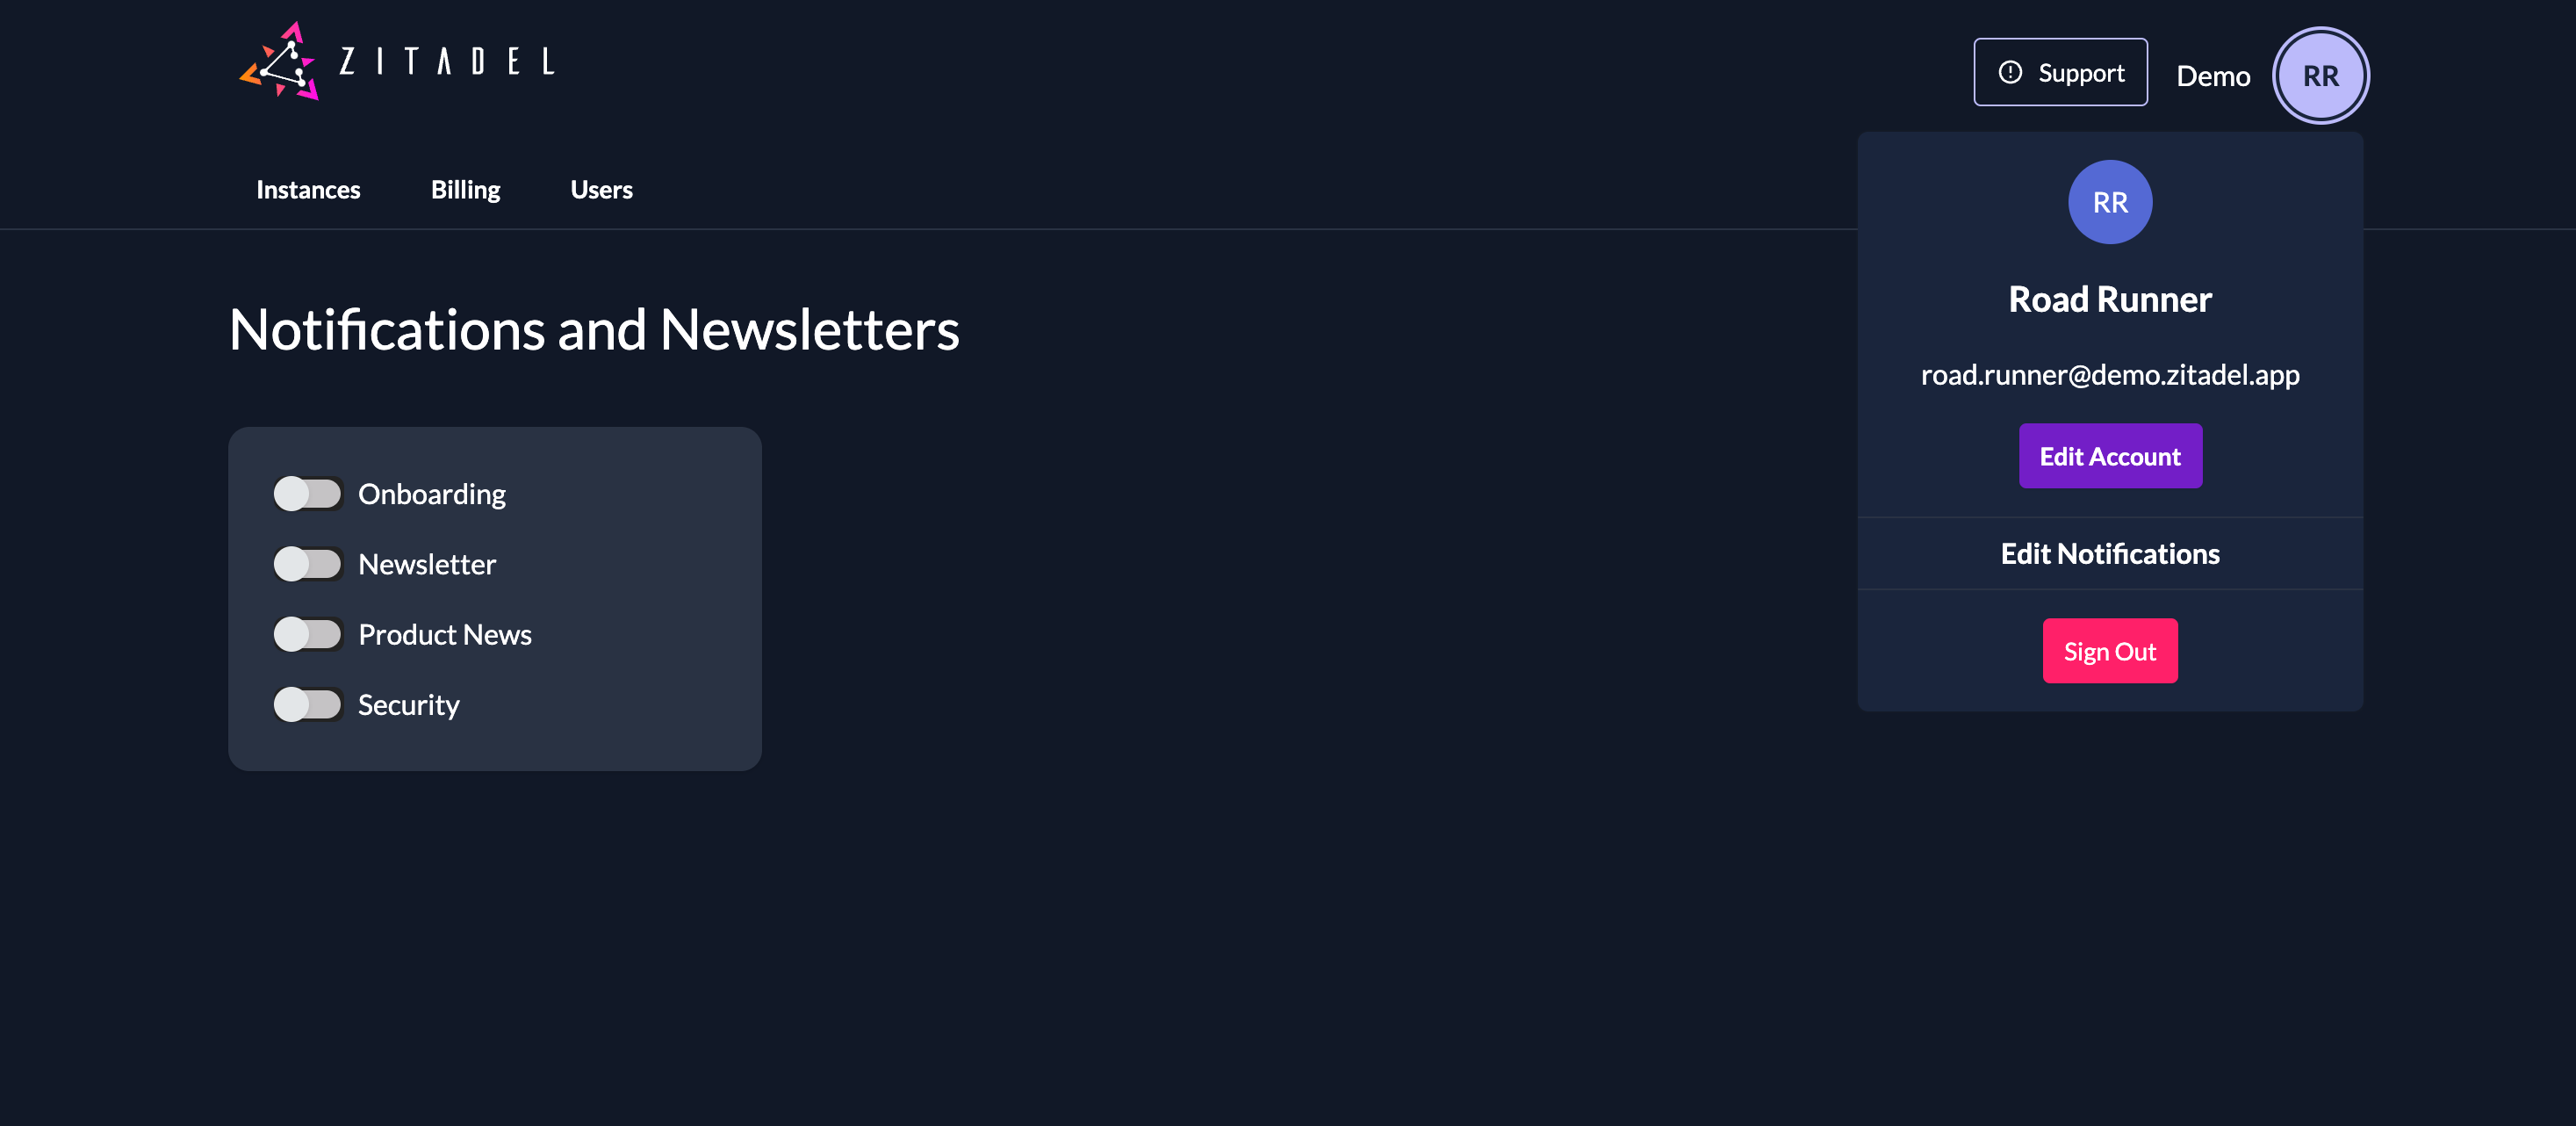 ZITADEL
Support
Demo
RR
Instances
Billing
Users
RR
Road Runner
road.runner@demo.zitadel.app
Edit Account
Edit Notifications
Sign Out
Notifications and Newsletters
Onboarding
Newsletter
Product News
Security